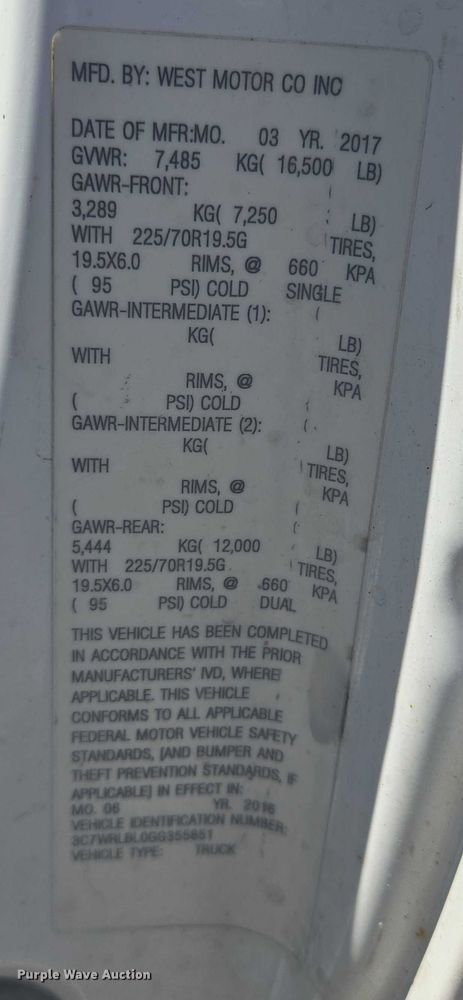 MFD. BY: WEST MOTOR CO INC
DATE OF MFR:MO. 03 YR. 2017
GVWR: 7,485 KG( 16,500 LB)
GAWR-FRONT:
3,289 KG( 7,250 LB)
WITH 225/70R19.5G TIRES,
19.5X6.0 RIMS, @ 660 KPA
( 95 PSI) COLD SINGLE
GAWR-INTERMEDIATE (1):
KG( LB)
WITH TIRES,
RIMS, @ KPA
( PSI) COLD
GAWR-INTERMEDIATE (2):
KG( LB)
WITH TIRES,
RIMS, @ KPA
( PSI) COLD
GAWR-REAR:
5,444 KG( 12,000 LB)
WITH 225/70R19.5G TIRES,
19.5X6.0 RIMS, @ 660 KPA
( 95 PSI) COLD DUAL
THIS VEHICLE HAS BEEN COMPLETED
IN ACCORDANCE WITH THE PRIOR
MANUFACTURERS' IVD, WHERE
APPLICABLE. THIS VEHICLE
CONFORMS TO ALL APPLICABLE
FEDERAL MOTOR VEHICLE SAFETY
STANDARDS, [AND BUMPER AND
THEFT PREVENTION STANDARDS, IF
APPLICABLE] IN EFFECT IN:
MO. 06 YR. 2016
VEHICLE IDENTIFICATION NUMBER:
3C7WRLBL0GG355851
VEHICLE TYPE: TRUCK
Purple Wave Auction